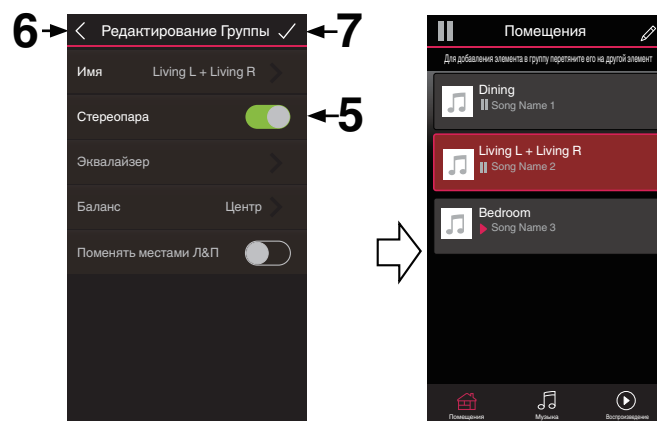 6
Редактирование Группы
7
Имя Living L + Living R
Стереопара
5
Эквалайзер
Баланс Центр
Поменять местами Л&П
Помещения
Для добавления элемента в группу перетяните его на другой элемент
Dining
Song Name 1
Living L + Living R
Song Name 2
Bedroom
Song Name 3
Помещения Музыка Воспроизведение